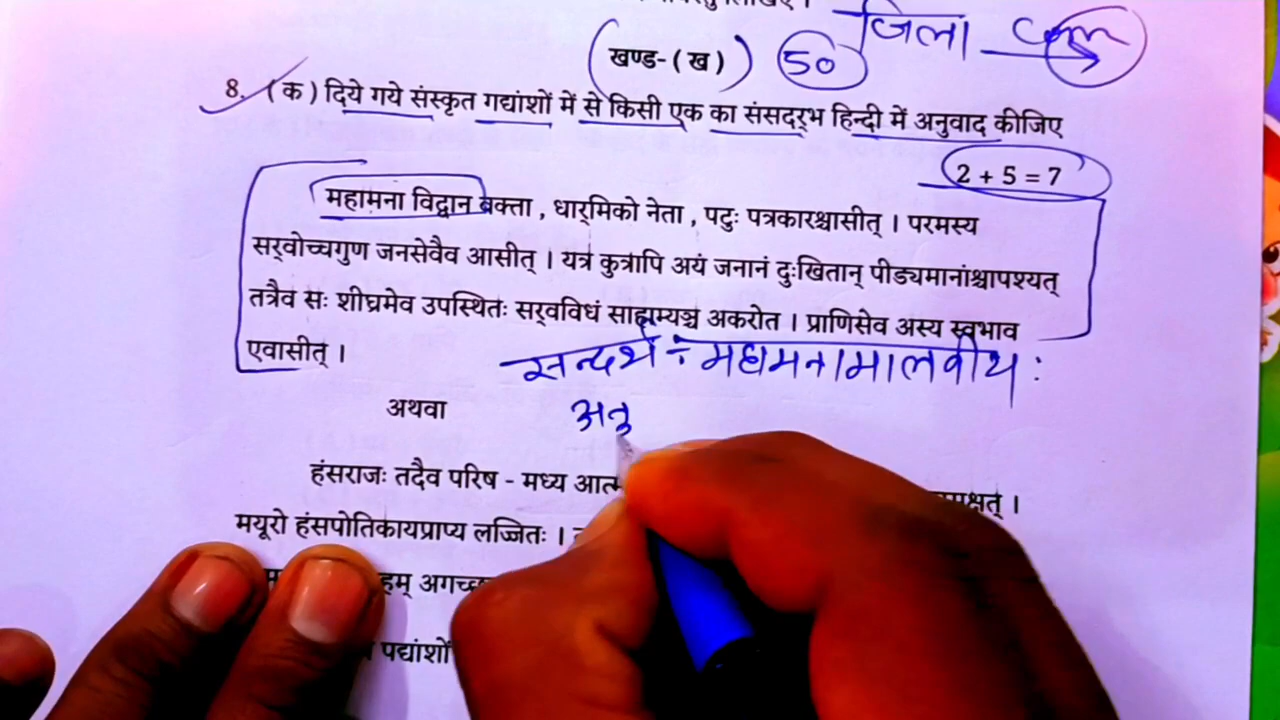 जिला
खण्ड-( ख ) 50
8. ( क ) दिये गये संस्कृत गद्यांशों में से किसी एक का संसदर्भ हिन्दी में अनुवाद कीजिए
2 + 5 = 7
महामना विद्वान वक्ता , धार्मिको नेता , पटुः पत्रकारश्चासीत् । परमस्य
सर्वोच्चगुण जनसेवैव आसीत् । यत्र कुत्रापि अयं जनानं दुःखितान् पीड्यमानांश्चापश्यत्
तत्रैव सः शीघ्रमेव उपस्थितः सर्वविधं अकरोत । प्राणिसेव अस्य स्वभाव
एवासीत् ।
सन्दर्भ ÷ महामनामालवीय :
अथवा अनु
हंसराजः तदैव परिष - मध्य
मयूरो हंसपोतिकायप्राप्य लज्जितः ।
पद्यांशों